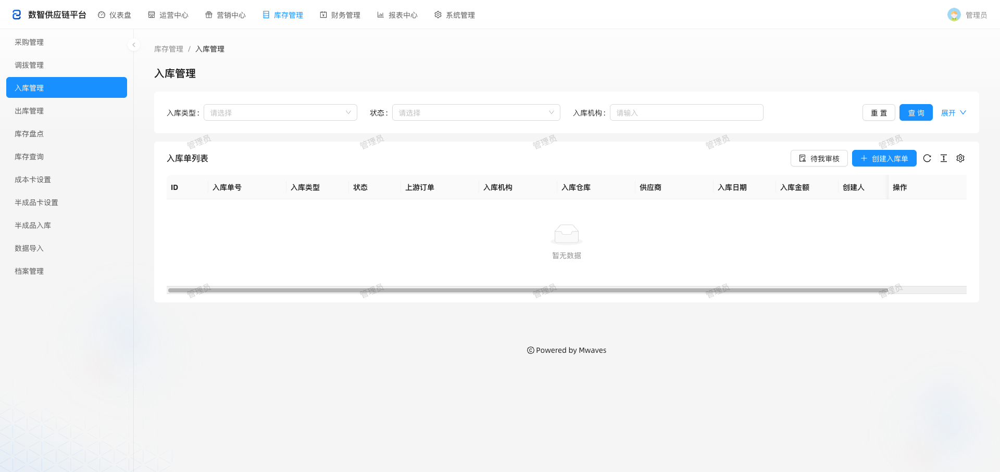 数智供应链平台 仪表盘 运营中心 营销中心 库存管理 财务管理 报表中心 系统管理 管理员
采购管理
调拨管理
入库管理
出库管理
库存盘点
库存查询
成本卡设置
半成品卡设置
半成品入库
数据导入
档案管理
库存管理 / 入库管理
入库管理
入库类型 : 请选择 状态 : 请选择 入库机构 : 请输入 重 置 查 询 展开
管理员 管理员 管理员 管理员 管理员
入库单列表 待我审核 创建入库单
ID 入库单号 入库类型 状态 上游订单 入库机构 入库仓库 供应商 入库日期 入库金额 创建人 操作
暂无数据
管理员 管理员 管理员 管理员 管理员
© Powered by Mwaves